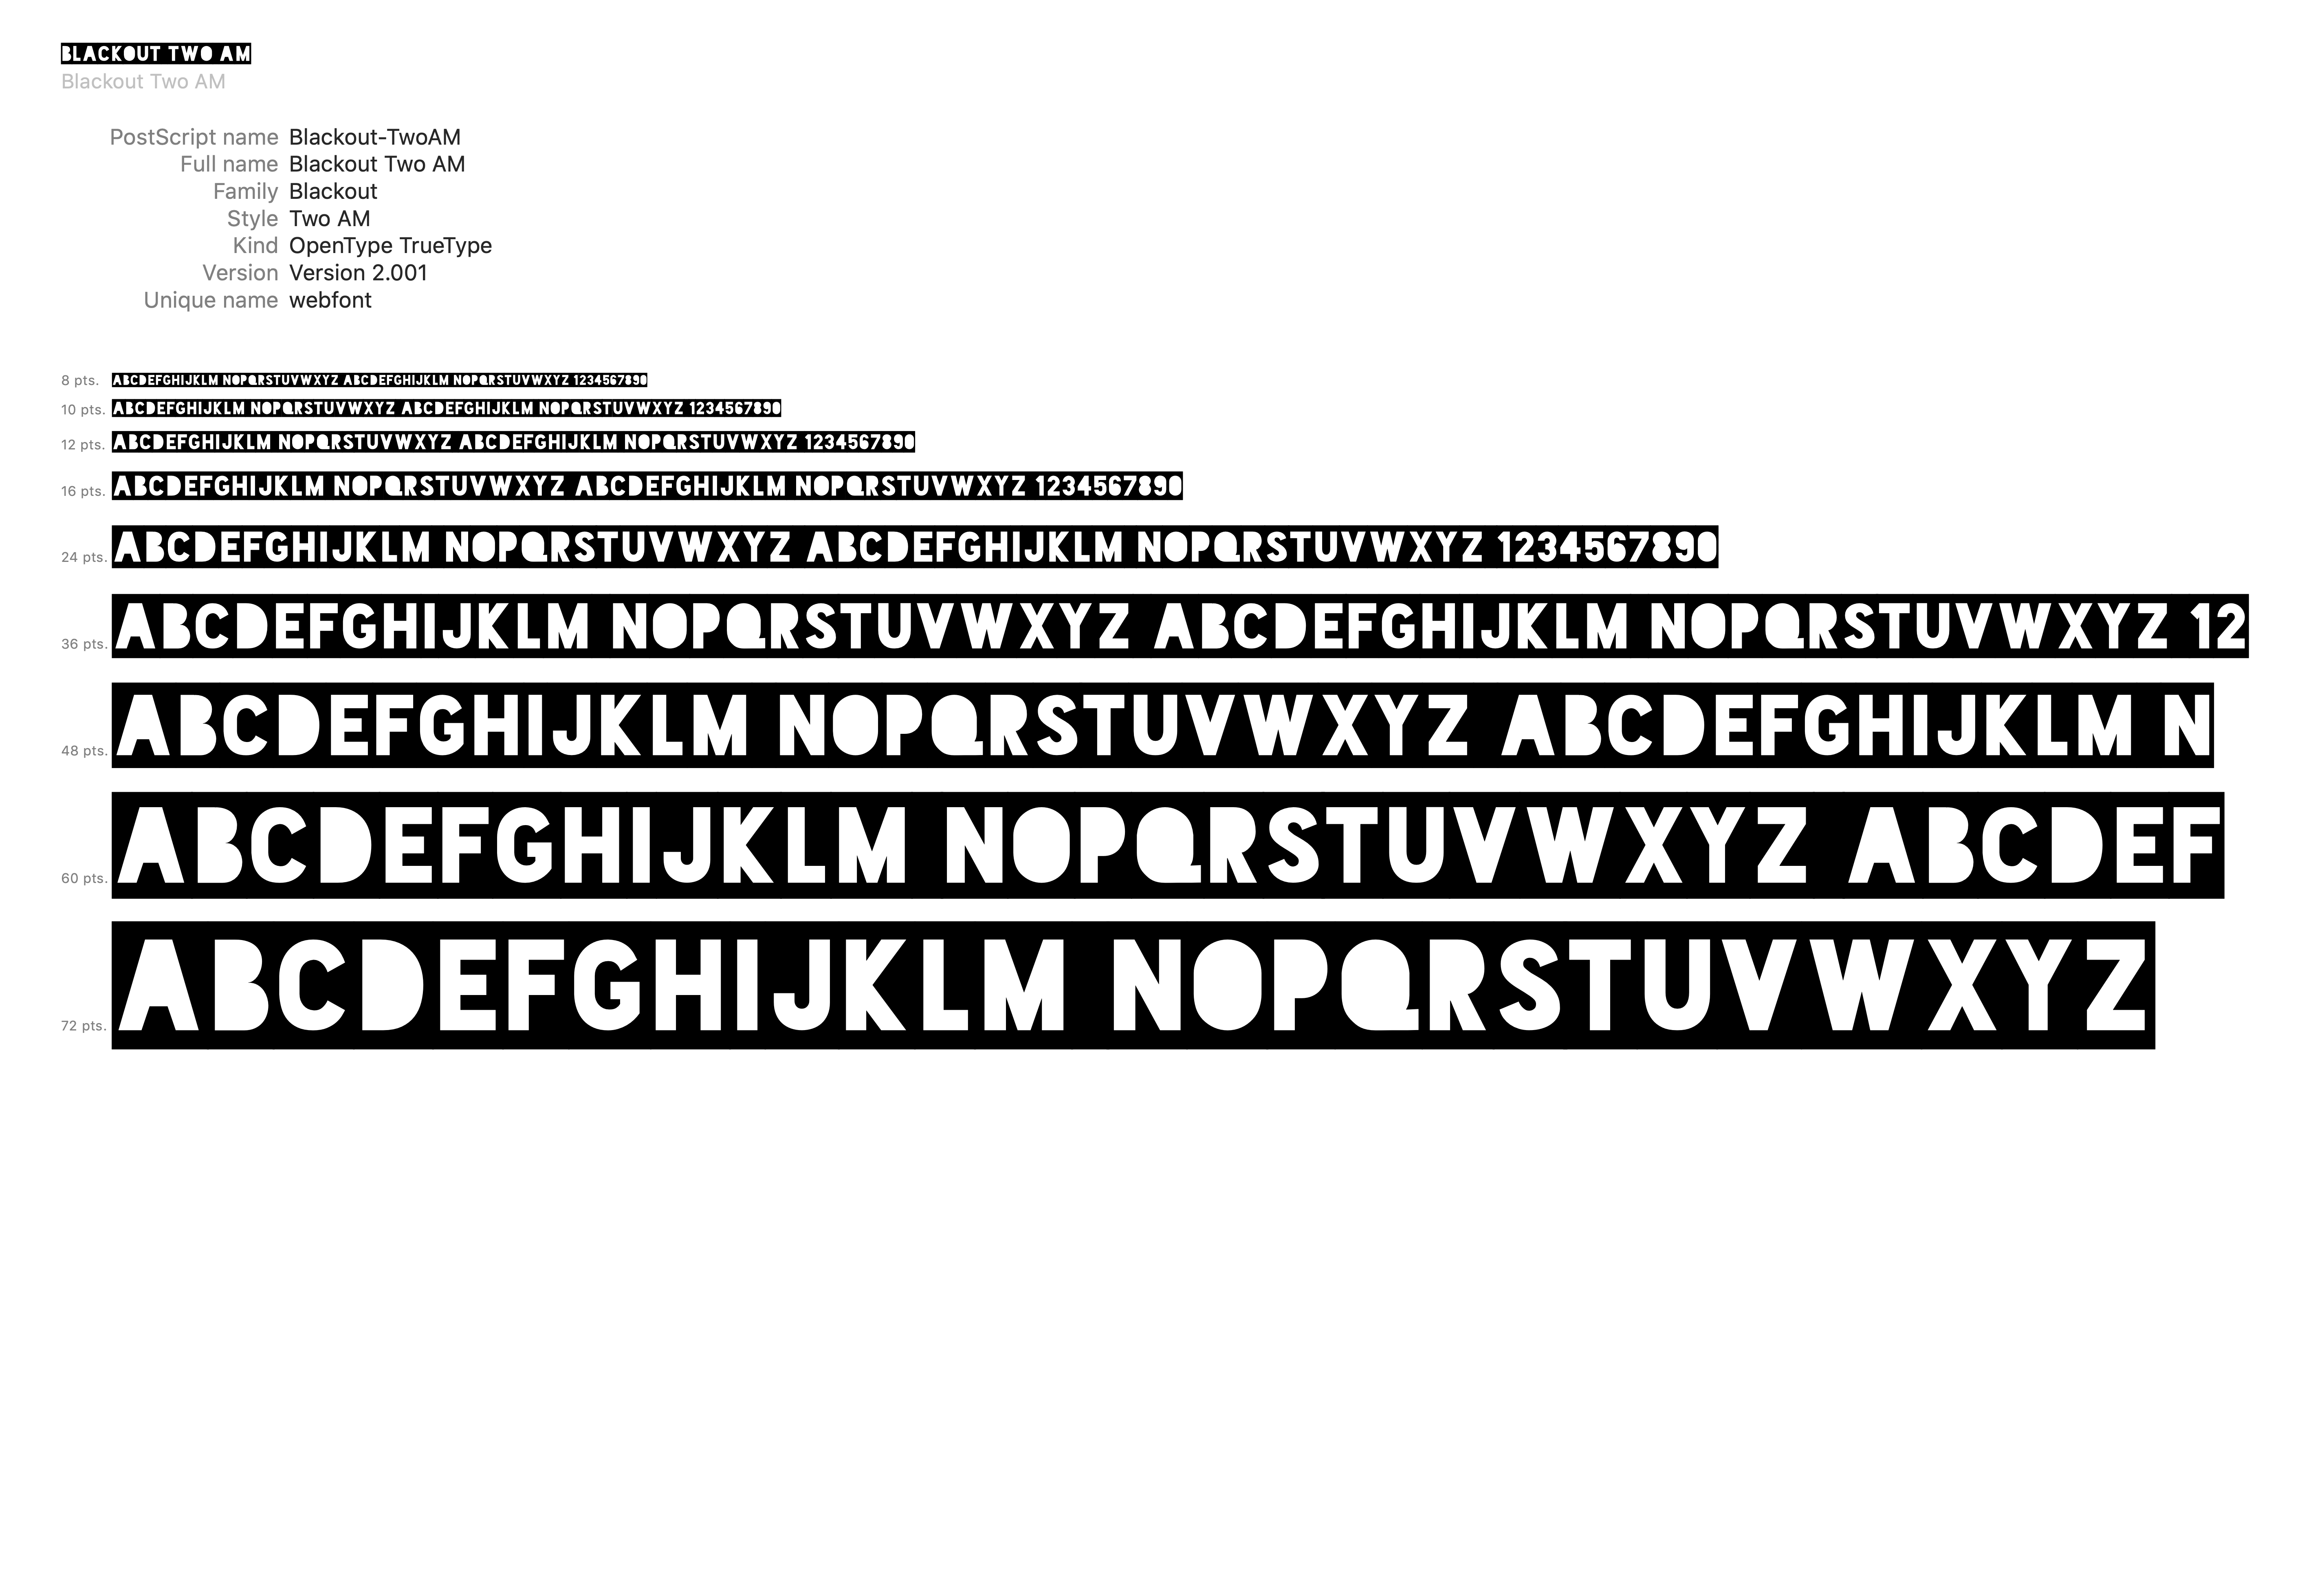 BLACKOUT TWO AM
Blackout Two AM
PostScript name Blackout-TwoAM
Full name Blackout Two AM
Family Blackout
Style Two AM
Kind OpenType TrueType
Version Version 2.001
Unique name webfont
8 pts. ABCDEFGHIJKLM NOPQRSTUVWXYZ ABCDEFGHIJKLM NOPQRSTUVWXYZ 1234567890
10 pts. ABCDEFGHIJKLM NOPQRSTUVWXYZ ABCDEFGHIJKLM NOPQRSTUVWXYZ 1234567890
12 pts. ABCDEFGHIJKLM NOPQRSTUVWXYZ ABCDEFGHIJKLM NOPQRSTUVWXYZ 1234567890
16 pts. ABCDEFGHIJKLM NOPQRSTUVWXYZ ABCDEFGHIJKLM NOPQRSTUVWXYZ 1234567890
24 pts. ABCDEFGHIJKLM NOPQRSTUVWXYZ ABCDEFGHIJKLM NOPQRSTUVWXYZ 1234567890
36 pts. ABCDEFGHIJKLM NOPQRSTUVWXYZ ABCDEFGHIJKLM NOPQRSTUVWXYZ 12
48 pts. ABCDEFGHIJKLM NOPQRSTUVWXYZ ABCDEFGHIJKLM N
60 pts. ABCDEFGHIJKLM NOPQRSTUVWXYZ ABCDEF
72 pts. ABCDEFGHIJKLM NOPQRSTUVWXYZ